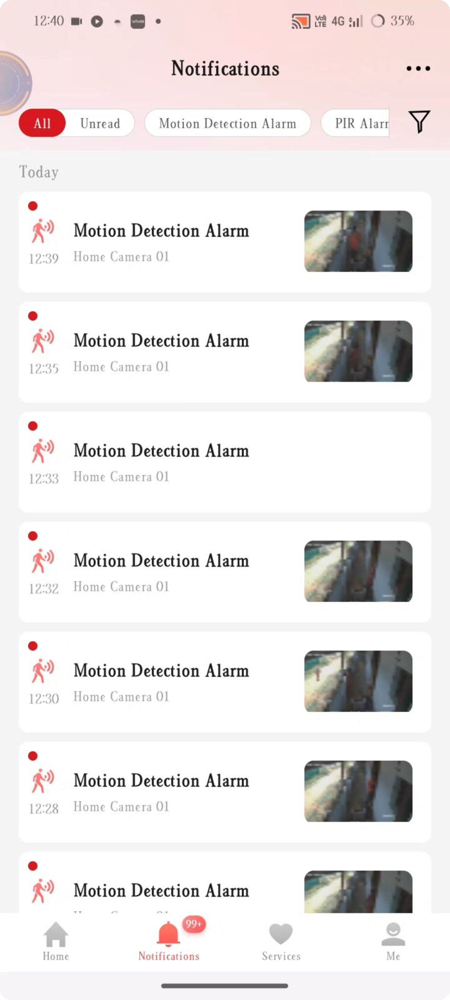 12:40 vivo Vo)) LTE 4G 35%
Notifications
All Unread Motion Detection Alarm PIR Alar
Today
Motion Detection Alarm
12:39 Home Camera 01
Motion Detection Alarm
12:35 Home Camera 01
Motion Detection Alarm
12:33 Home Camera 01
Motion Detection Alarm
12:32 Home Camera 01
Motion Detection Alarm
12:30 Home Camera 01
Motion Detection Alarm
12:28 Home Camera 01
Motion Detection Alarm
99+
Home Notifications Services Me